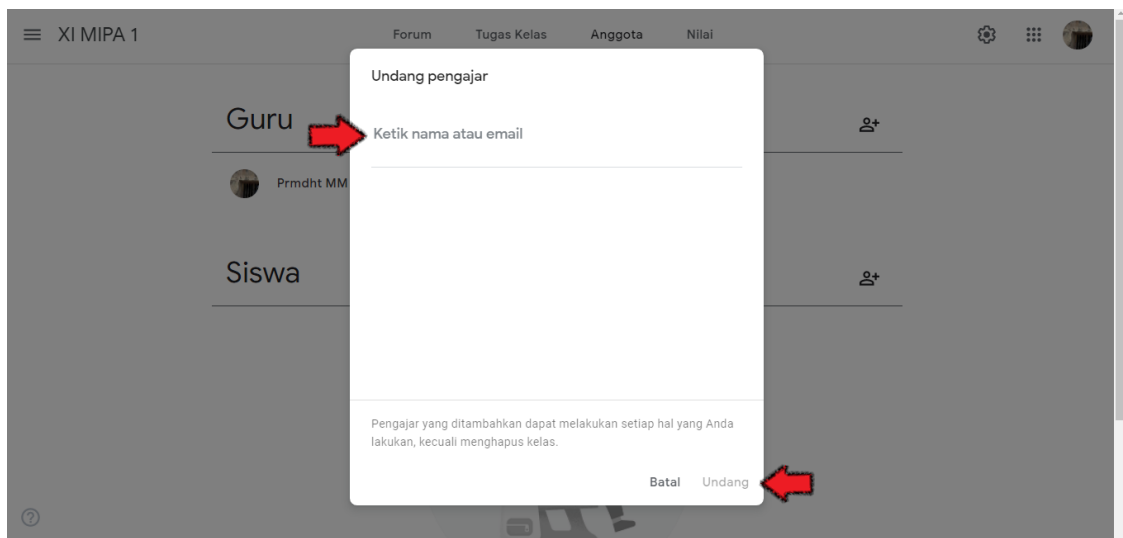 XI MIPA 1
Forum Tugas Kelas Anggota Nilai
Undang pengajar
Guru
Ketik nama atau email
Prmdht MM
Siswa
Pengajar yang ditambahkan dapat melakukan setiap hal yang Anda
lakukan, kecuali menghapus kelas.
Batal Undang